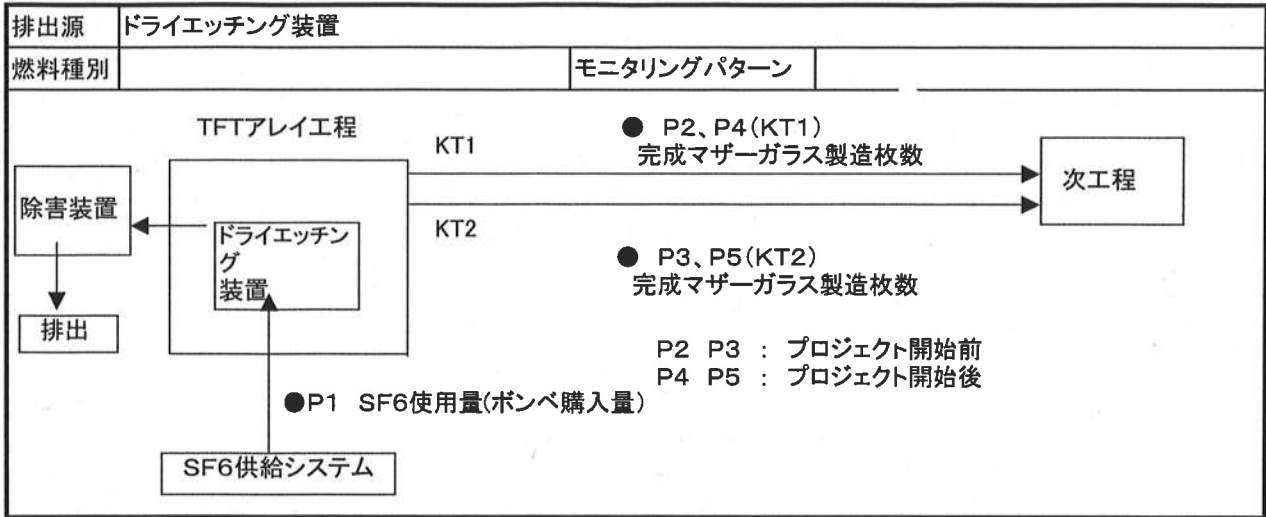 排出源 ドライエッチング装置
燃料種別 モニタリングパターン
TFTアレイ工程
KT1
● P2、P4(KT1)
完成マザーガラス製造枚数
次工程
除害装置
ドライエッチン
グ
装置
KT2
● P3、P5(KT2)
完成マザーガラス製造枚数
排出
P2 P3 : プロジェクト開始前
P4 P5 : プロジェクト開始後
●P1 SF6使用量(ボンベ購入量)
SF6供給システム